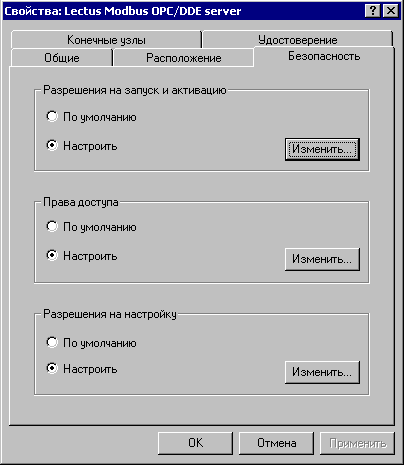 Свойства: Lectus Modbus OPC/DDE server
Конечные узлы Удостоверение
Общие Расположение Безопасность
Разрешения на запуск и активацию
По умолчанию
Настроить Изменить...
Права доступа
По умолчанию
Настроить Изменить...
Разрешения на настройку
По умолчанию
Настроить Изменить...
OK Отмена Применить